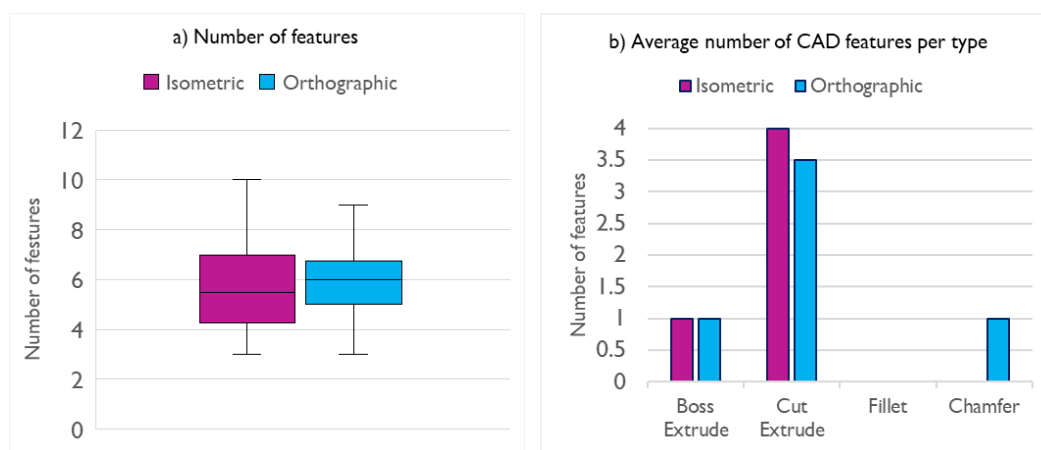 a) Number of features
Isometric Orthographic
Number of festures
12
10
8
6
4
2
0
b) Average number of CAD features per type
Isometric Orthographic
Number of features
4
3.5
3
2.5
2
1.5
1
0.5
0
Boss Extrude
Cut Extrude
Fillet
Chamfer